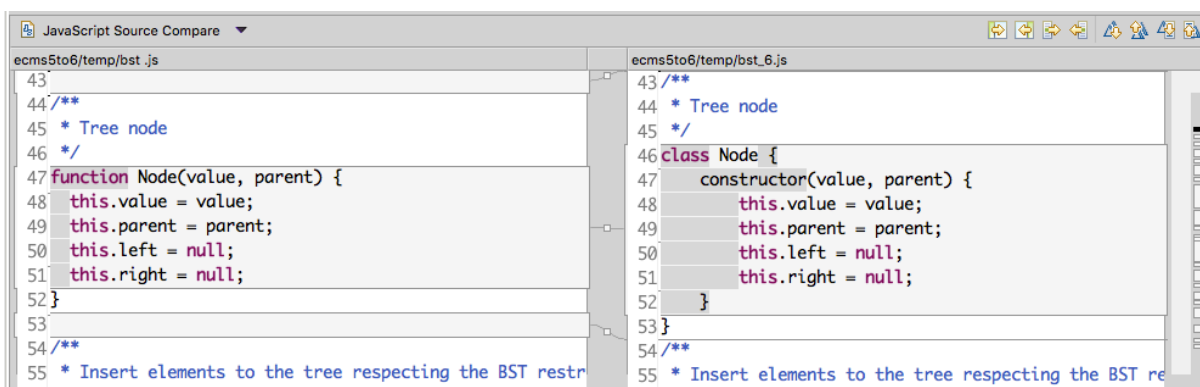 JavaScript Source Compare
ecms5to6/temp/bst .js
43
44 /**
45  * Tree node
46  */
47 function Node(value, parent) {
48   this.value = value;
49   this.parent = parent;
50   this.left = null;
51   this.right = null;
52 }
53
54 /**
55  * Insert elements to the tree respecting the BST restr
ecms5to6/temp/bst_6.js
43 /**
44  * Tree node
45  */
46 class Node {
47     constructor(value, parent) {
48         this.value = value;
49         this.parent = parent;
50         this.left = null;
51         this.right = null;
52     }
53 }
54 /**
55  * Insert elements to the tree respecting the BST re